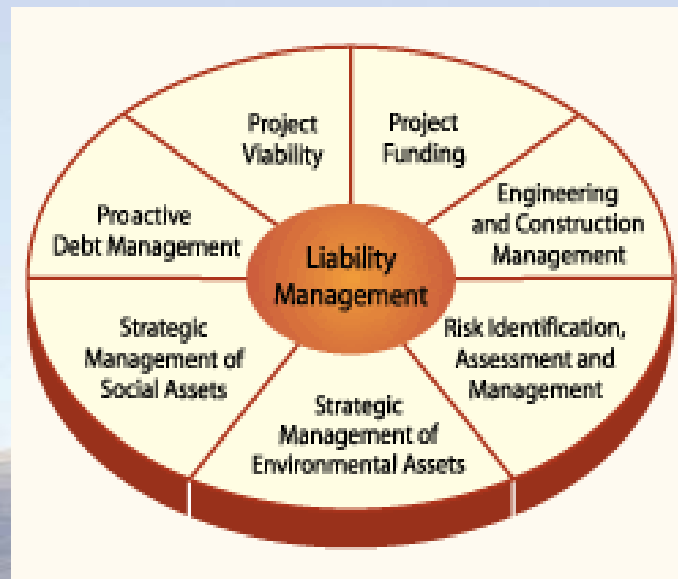 Project
Viability
Project
Funding
Engineering
and Construction
Management
Risk Identification,
Assessment and
Management
Strategic
Management of
Environmental Assets
Strategic
Management of
Social Assets
Proactive
Debt Management
Liability
Management